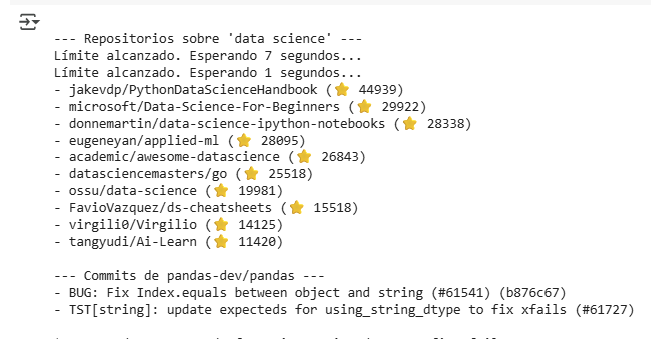 --- Repositorios sobre 'data science' ---
Límite alcanzado. Esperando 7 segundos...
Límite alcanzado. Esperando 1 segundos...
- jakevdp/PythonDataScienceHandbook (⭐ 44939)
- microsoft/Data-Science-For-Beginners (⭐ 29922)
- donnemartin/data-science-ipython-notebooks (⭐ 28338)
- eugeneyan/applied-ml (⭐ 28095)
- academic/awesome-datascience (⭐ 26843)
- datasciencemasters/go (⭐ 25518)
- ossu/data-science (⭐ 19981)
- FavioVazquez/ds-cheatsheets (⭐ 15518)
- virgili0/Virgilio (⭐ 14125)
- tangyudi/Ai-Learn (⭐ 11420)
--- Commits de pandas-dev/pandas ---
- BUG: Fix Index.equals between object and string (#61541) (b876c67)
- TST[string]: update expecteds for using_string_dtype to fix xfails (#61727)